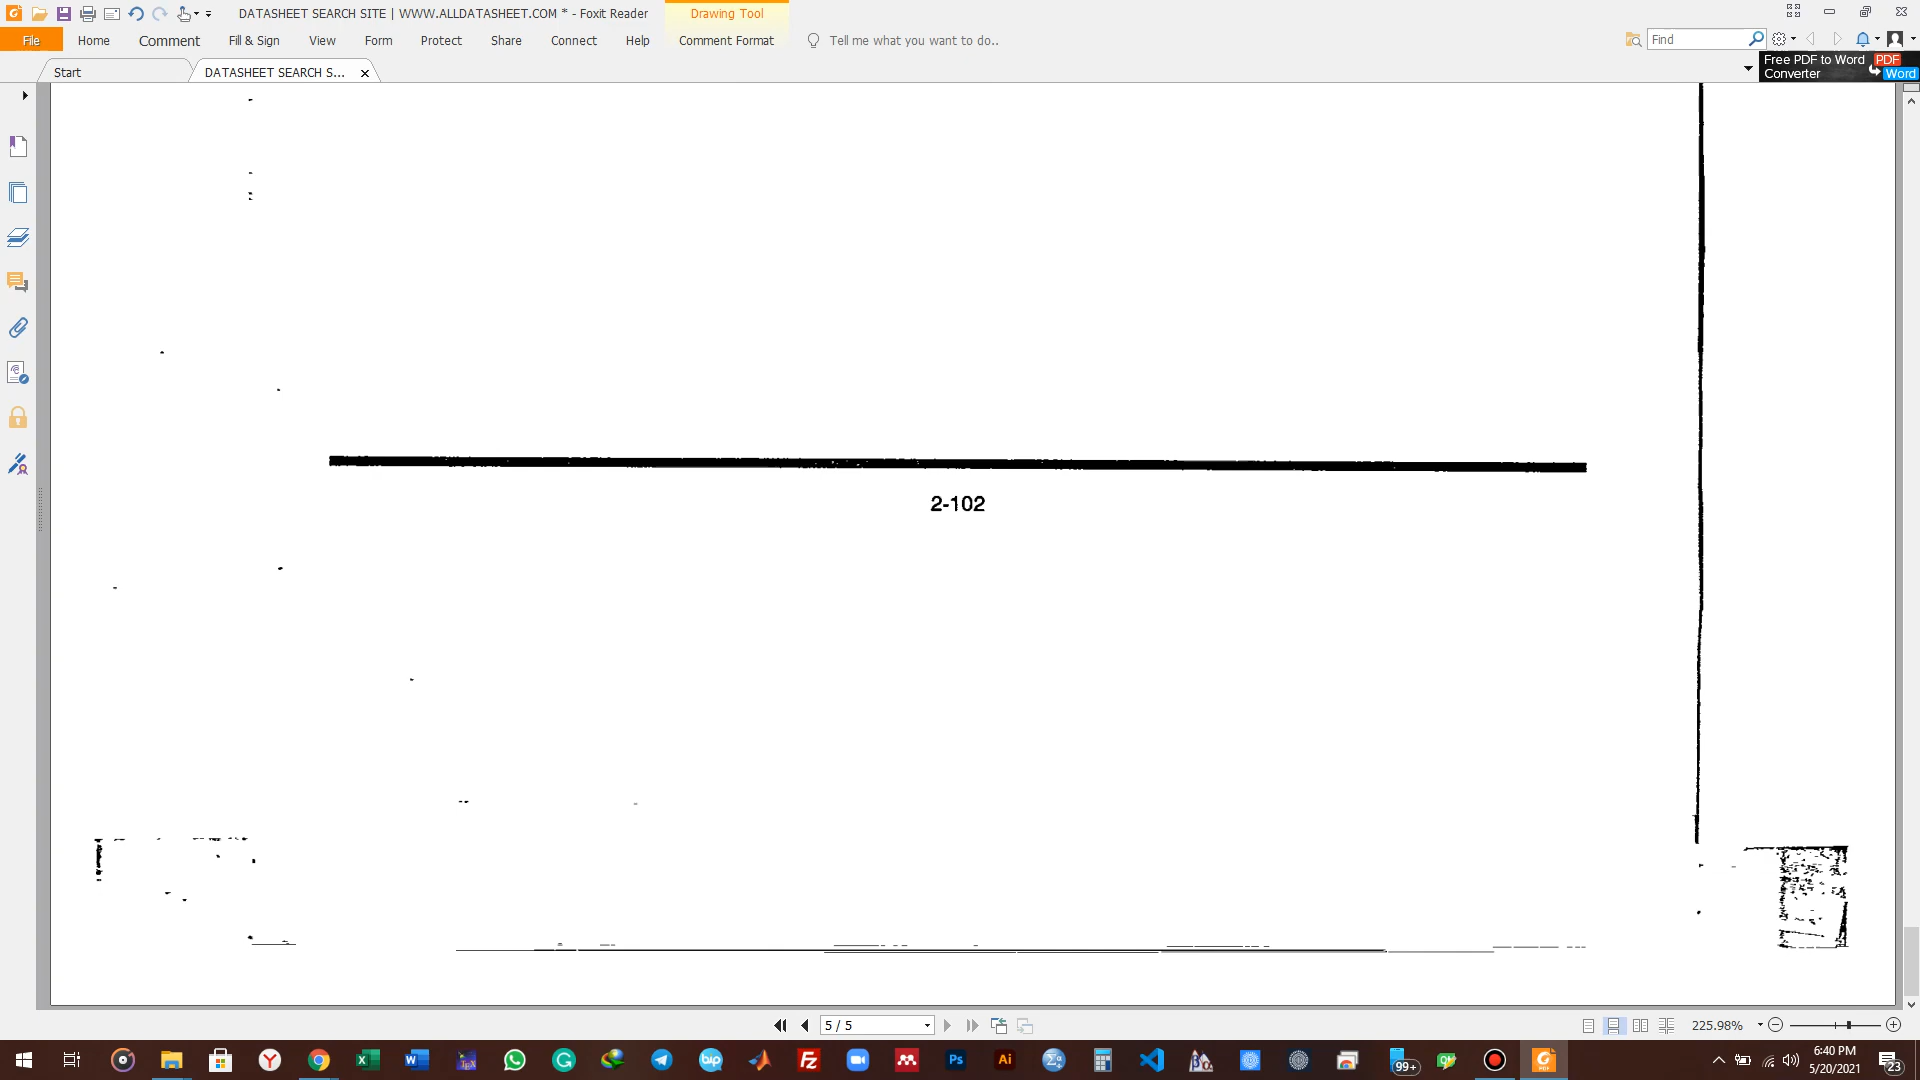 DATASHEET SEARCH SITE | WWW.ALLDATASHEET.COM * - Foxit Reader
Drawing Tool
File
Home
Comment
Fill & Sign
View
Form
Protect
Share
Connect
Help
Comment Format
Tell me what you want to do..
Find
Start
DATASHEET SEARCH S...
Free PDF to Word
Converter
PDF
Word
2-102
5 / 5
225.98%
99+
6:40 PM
5/20/2021
23